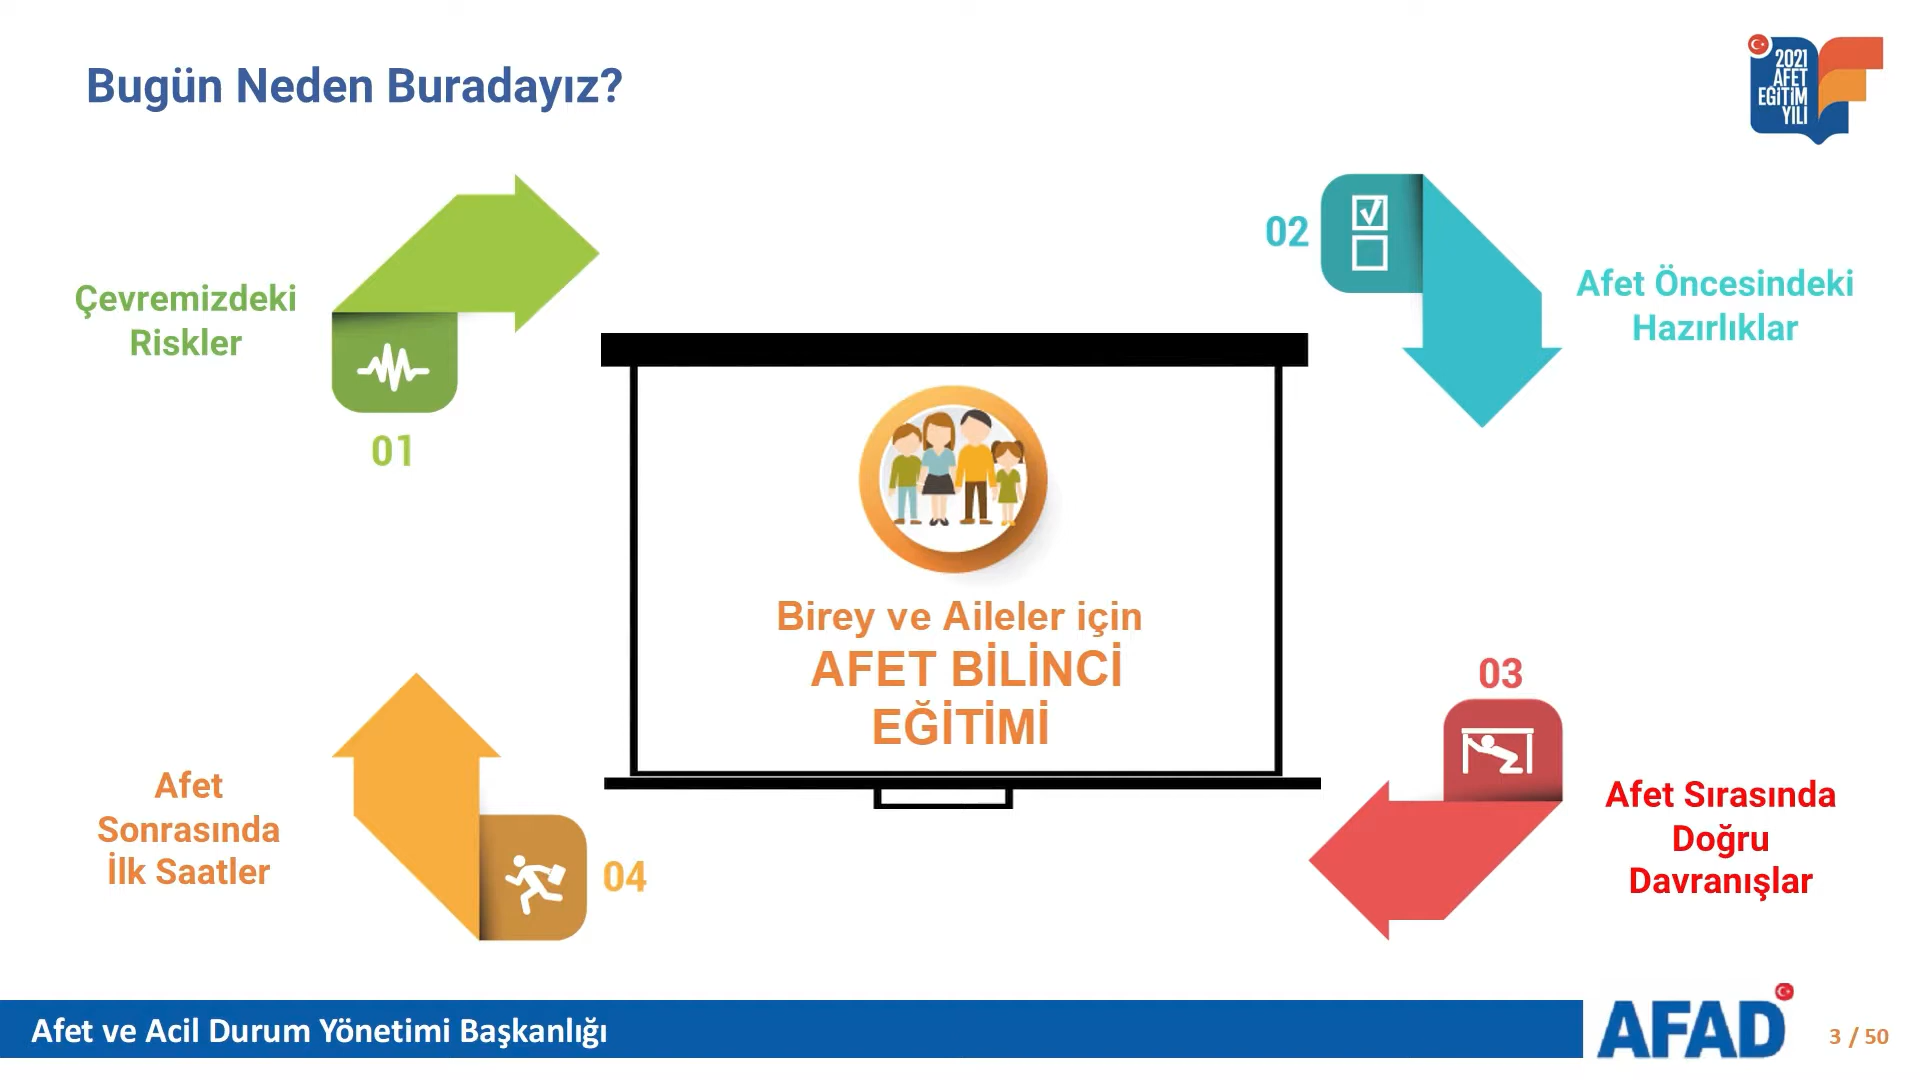 Bugün Neden Buradayız?
2021
AFET
EĞİTİM
YILI
Çevremizdeki
Riskler
01
02
Afet Öncesindeki
Hazırlıklar
Birey ve Aileler için
AFET BİLİNCİ
EĞİTİMİ
03
Afet Sırasında
Doğru
Davranışlar
Afet
Sonrasında
İlk Saatler
04
Afet ve Acil Durum Yönetimi Başkanlığı
AFAD
3 / 50